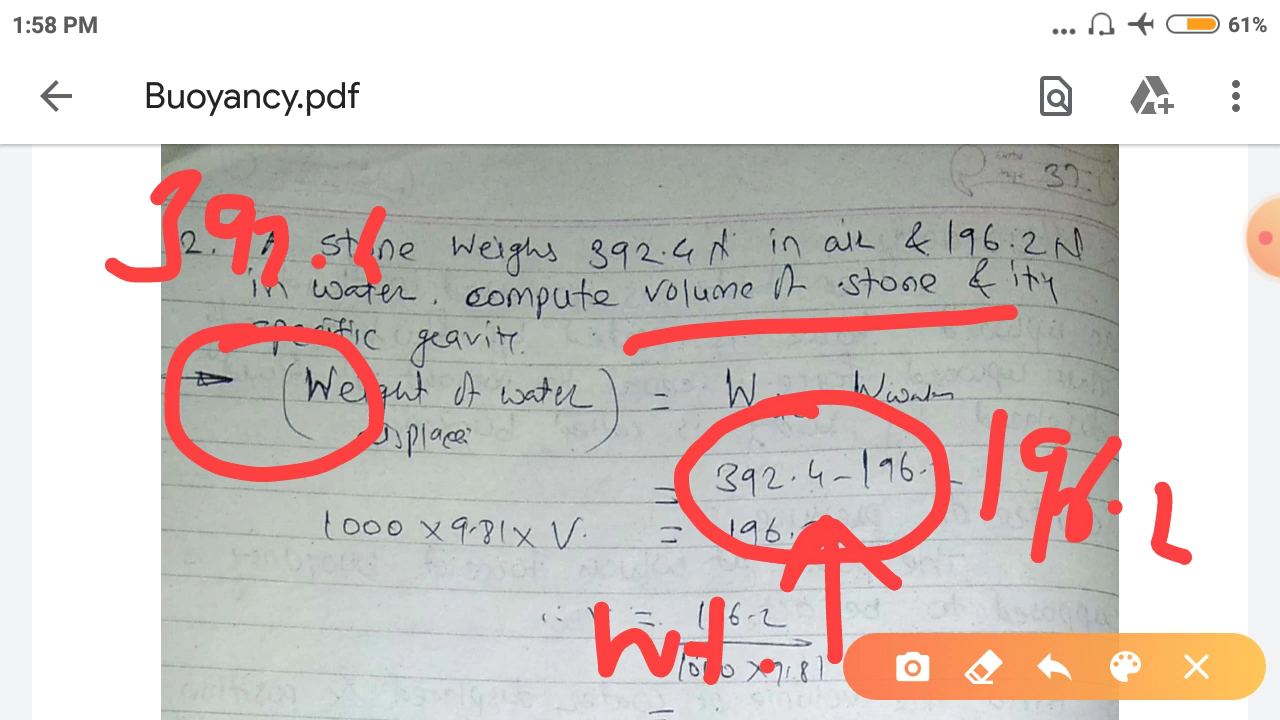 1:58 PM
61%
Buoyancy.pdf
37
392.4
2. A stone weighs 392.4 N in air & 196.2 N
in water. compute volume of stone & its
specific gravity.
(Weight of water displaced) = W - Wwater
= 392.4 - 196.
196.2
1000 × 9.81 × V. = 196.
= 196.2
1000 × 9.81
wt.
=